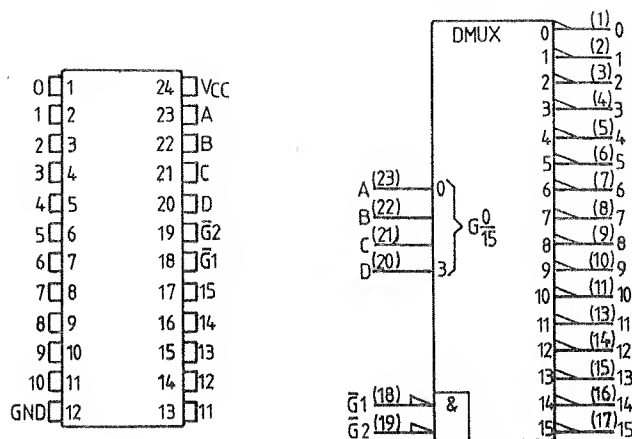 0 1 24 VCC
1 2 23 A
2 3 22 B
3 4 21 C
4 5 20 D
5 6 19 G̅2
6 7 18 G̅1
7 8 17 15
8 9 16 14
9 10 15 13
10 11 14 12
GND 12 13 11
DMUX
0 (1) 0
1 (2) 1
2 (3) 2
3 (4) 3
4 (5) 4
5 (6) 5
6 (7) 6
7 (8) 7
8 (9) 8
9 (10) 9
10 (11) 10
11 (13) 11
12 (14) 12
13 (15) 13
14 (16) 14
15 (17) 15
A (23) 0
B (22)
C (21)
D (20) 3
G 0/15
G̅1 (18) &
G̅2 (19)